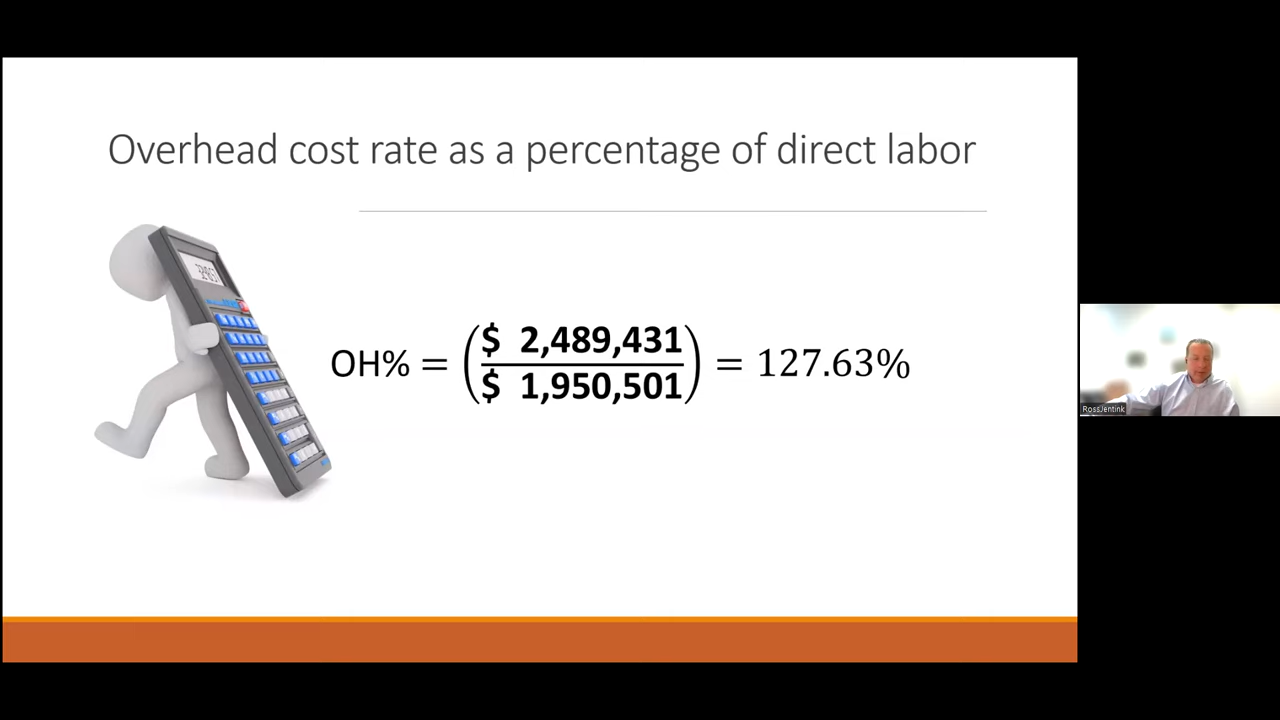 Overhead cost rate as a percentage of direct labor
OH% = ($ 2,489,431 / $ 1,950,501) = 127.63%
RossJentink